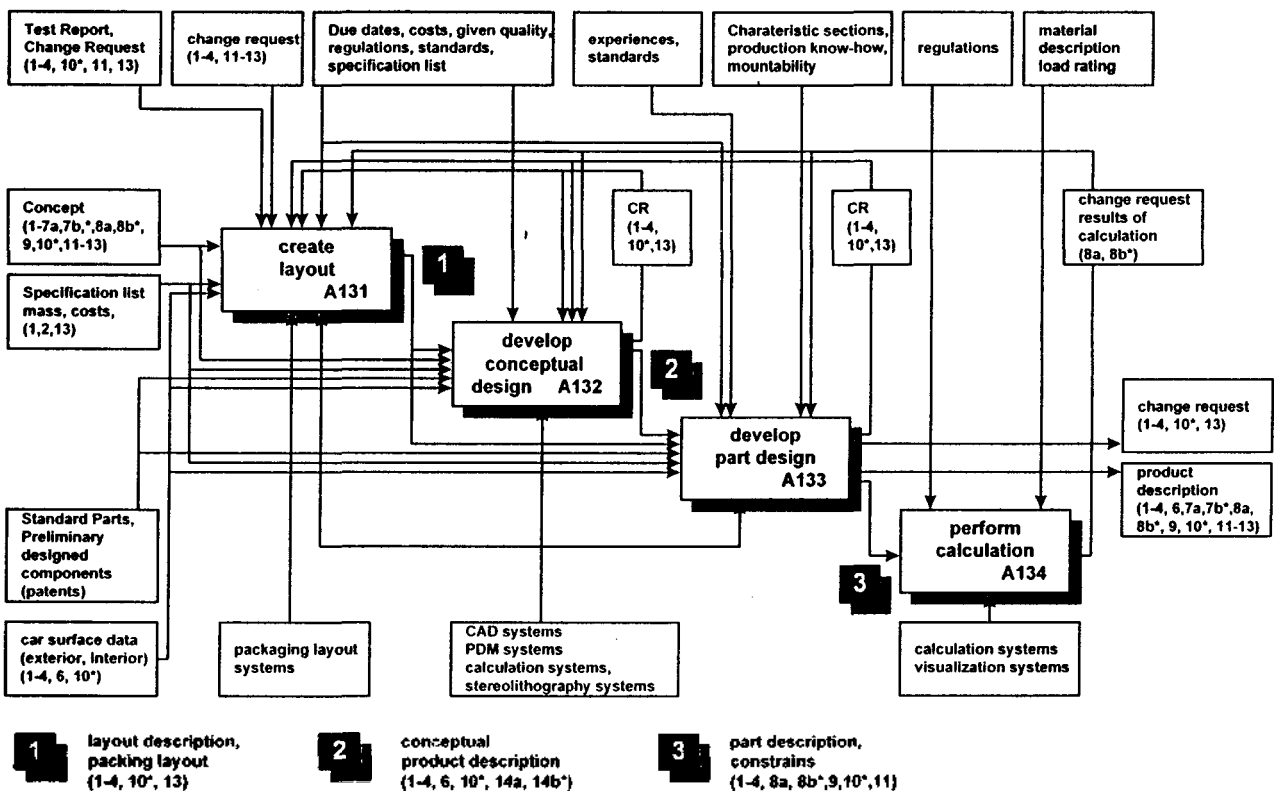 Test Report,
Change Request
(1-4, 10*, 11, 13)
change request
(1-4, 11-13)
Due dates, costs, given quality,
regulations, standards,
specification list
experiences,
standards
Charateristic sections,
production know-how,
mountability
regulations
material
description
load rating
Concept
(1-7a,7b,*,8a,8b*,
9,10*,11-13)
Specification list
mass, costs,
(1,2,13)
create
layout
A131
1
CR
(1-4,
10*,13)
CR
(1-4,
10*,13)
change request
results of
calculation
(8a, 8b*)
develop
conceptual
design A132
2
develop
part design
A133
change request
(1-4, 10*, 13)
product
description
(1-4, 6,7a,7b*,8a,
8b*, 9, 10*, 11-13)
Standard Parts,
Preliminary
designed
components
(patents)
perform
calculation
A134
3
car surface data
(exterior, Interior)
(1-4, 6, 10*)
packaging layout
systems
CAD systems
PDM systems
calculation systems,
stereolithography systems
calculation systems
visualization systems
1
layout description,
packing layout
(1-4, 10*, 13)
2
conceptual
product description
(1-4, 6, 10*, 14a, 14b*)
3
part description,
constrains
(1-4, 8a, 8b*,9,10*,11)